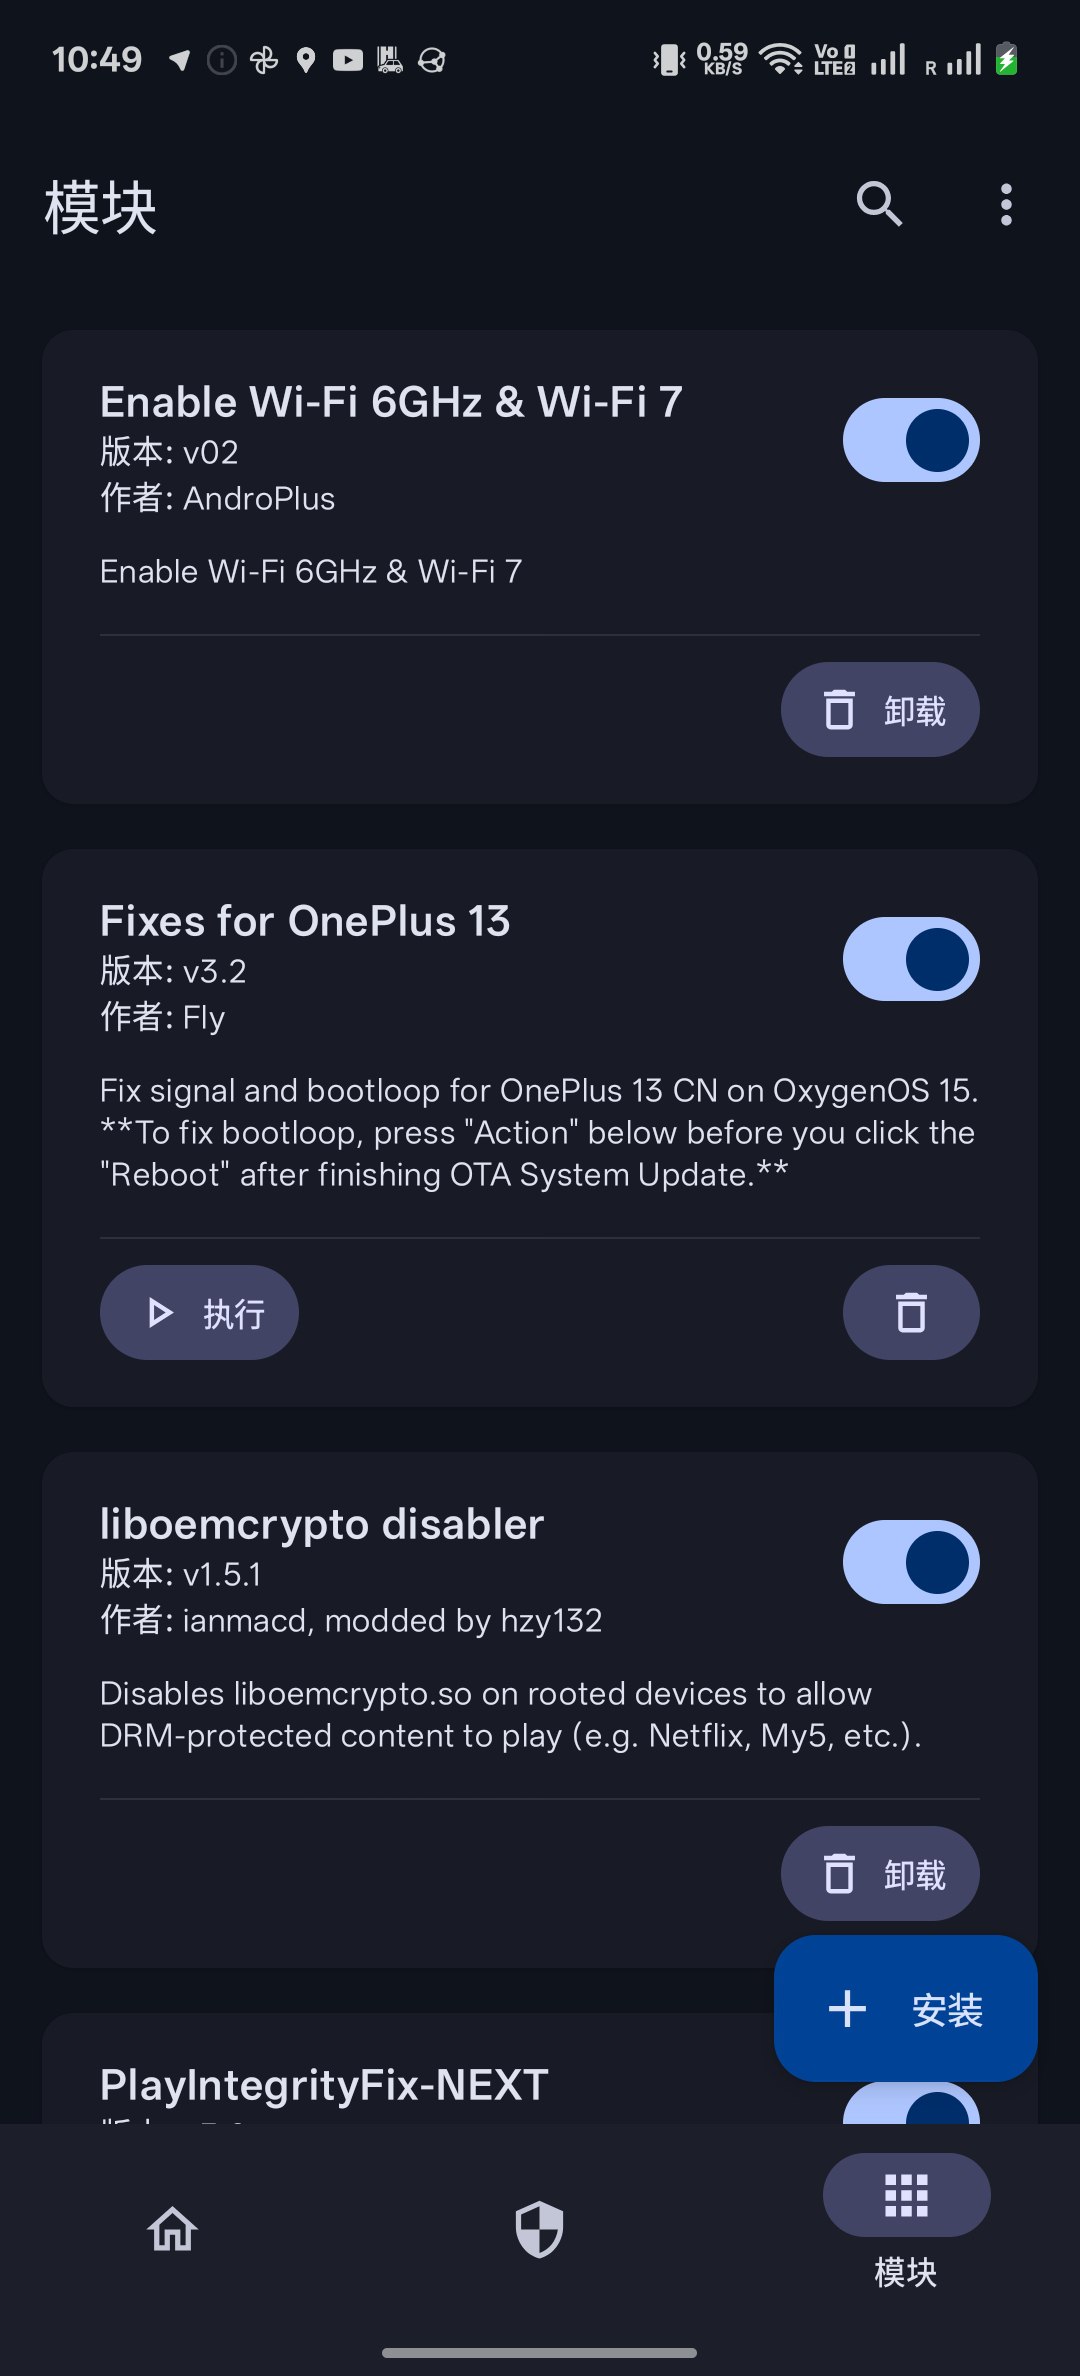 10:49
0.59
KB/S
Vo 1
LTE 2
R
模块
Enable Wi-Fi 6GHz & Wi-Fi 7
版本: v02
作者: AndroPlus
Enable Wi-Fi 6GHz & Wi-Fi 7
卸载
Fixes for OnePlus 13
版本: v3.2
作者: Fly
Fix signal and bootloop for OnePlus 13 CN on OxygenOS 15.
**To fix bootloop, press "Action" below before you click the
"Reboot" after finishing OTA System Update.**
执行
liboemcrypto disabler
版本: v1.5.1
作者: ianmacd, modded by hzy132
Disables liboemcrypto.so on rooted devices to allow
DRM-protected content to play (e.g. Netflix, My5, etc.).
卸载
安装
PlayIntegrityFix-NEXT
模块